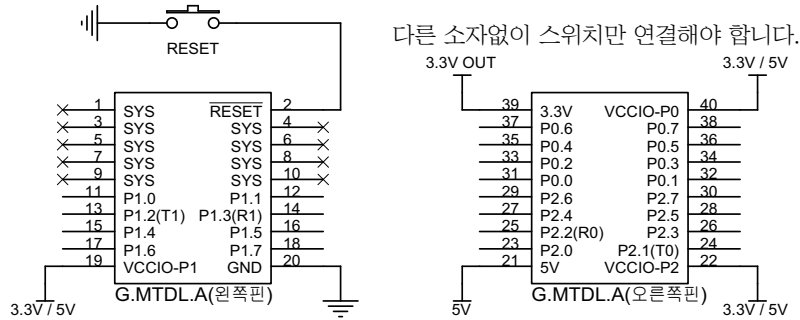 RESET
다른 소자없이 스위치만 연결해야 합니다.
3.3V OUT 3.3V / 5V
1 SYS RESET 2
3 SYS SYS 4
5 SYS SYS 6
7 SYS SYS 8
9 SYS SYS 10
11 P1.0 P1.1 12
13 P1.2(T1) P1.3(R1) 14
15 P1.4 P1.5 16
17 P1.6 P1.7 18
19 VCCIO-P1 GND 20
G.MTDL.A(왼쪽핀)
3.3V / 5V
39 3.3V VCCIO-P0 40
37 P0.6 P0.7 38
35 P0.4 P0.5 36
33 P0.2 P0.3 34
31 P0.0 P0.1 32
29 P2.6 P2.7 30
27 P2.4 P2.5 28
25 P2.2(R0) P2.3 26
23 P2.0 P2.1(T0) 24
21 5V VCCIO-P2 22
G.MTDL.A(오른쪽핀)
5V 3.3V / 5V